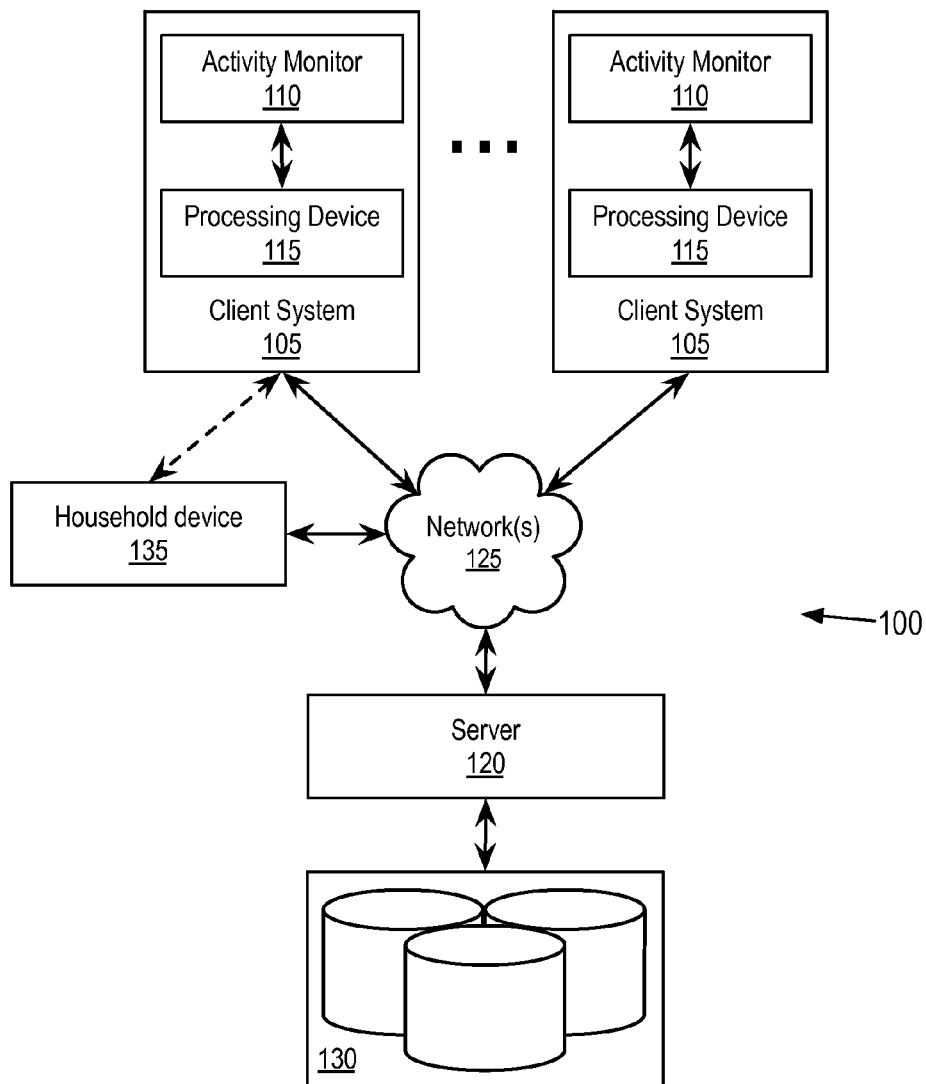 Activity Monitor
110
Processing Device
115
Client System
105
Activity Monitor
110
Processing Device
115
Client System
105
Household device
135
Network(s)
125
100
Server
120
130